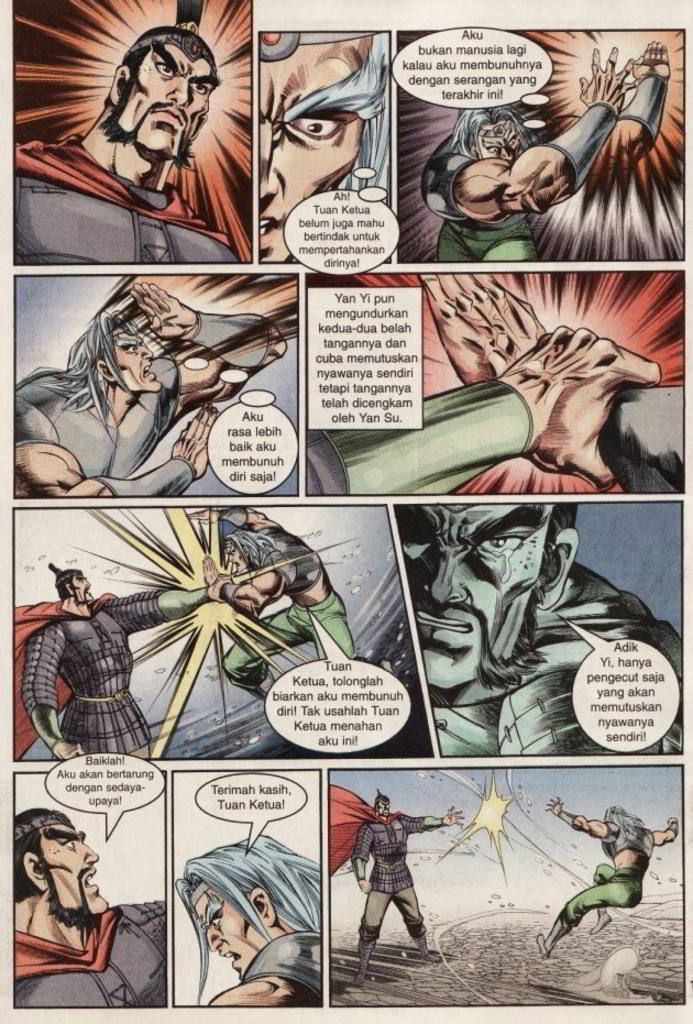 Ah!
Tuan Ketua
belum juga mahu
bertindak untuk
mempertahankan
dirinya!
Aku
bukan manusia lagi
kalau aku membunuhnya
dengan serangan yang
terakhir ini!
Aku
rasa lebih
baik aku
membunuh
diri saja!
Yan Yi pun
mengundurkan
kedua-dua belah
tangannya dan
cuba memutuskan
nyawanya sendiri
tetapi tangannya
telah dicengkam
oleh Yan Su.
Tuan
Ketua, tolonglah
biarkan aku membunuh
diri! Tak usahlah Tuan
Ketua menahan
aku ini!
Adik
Yi, hanya
pengecut saja
yang akan
memutuskan
nyawanya
sendiri!
Baiklah!
Aku akan bertarung
dengan sedaya-
upaya!
Terimah kasih,
Tuan Ketua!